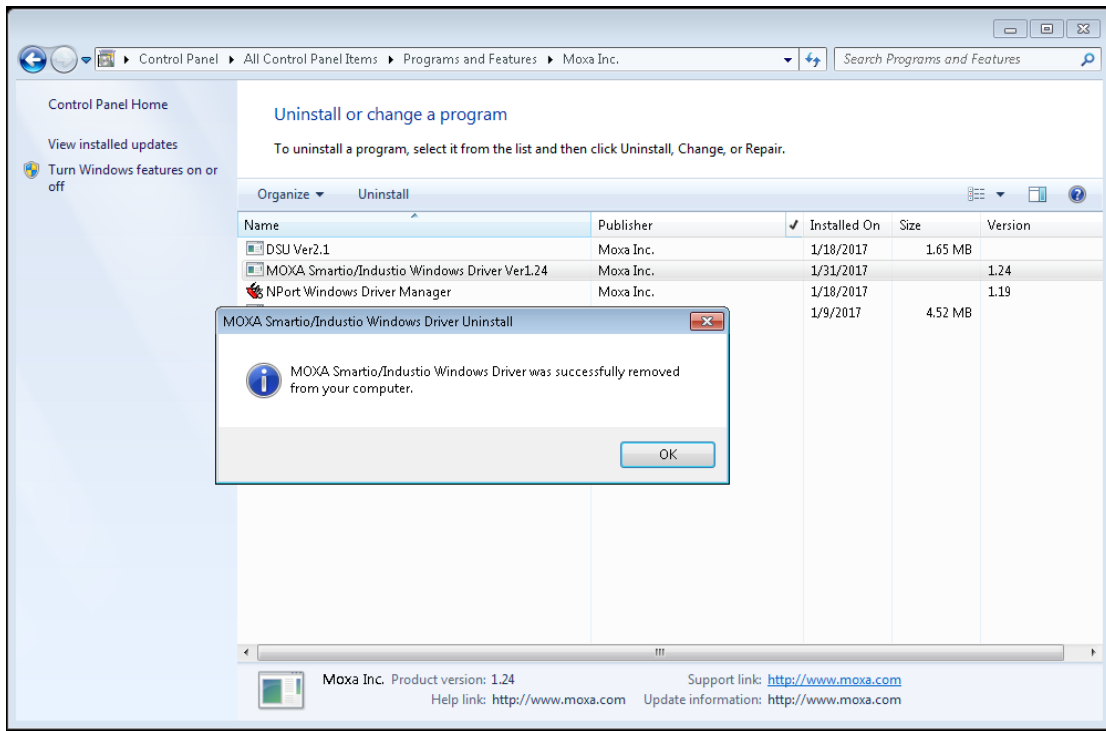 Control Panel
All Control Panel Items
Programs and Features
Moxa Inc.
Search Programs and Features
Control Panel Home
View installed updates
Turn Windows features on or
off
Uninstall or change a program
To uninstall a program, select it from the list and then click Uninstall, Change, or Repair.
Organize
Uninstall
Name Publisher Installed On Size Version
DSU Ver2.1 Moxa Inc. 1/18/2017 1.65 MB
MOXA Smartio/Industio Windows Driver Ver1.24 Moxa Inc. 1/31/2017 1.24
NPort Windows Driver Manager Moxa Inc. 1/18/2017 1.19
1/9/2017 4.52 MB
MOXA Smartio/Industio Windows Driver Uninstall
MOXA Smartio/Industio Windows Driver was successfully removed
from your computer.
OK
Moxa Inc. Product version: 1.24 Support link: http://www.moxa.com
Help link: http://www.moxa.com Update information: http://www.moxa.com